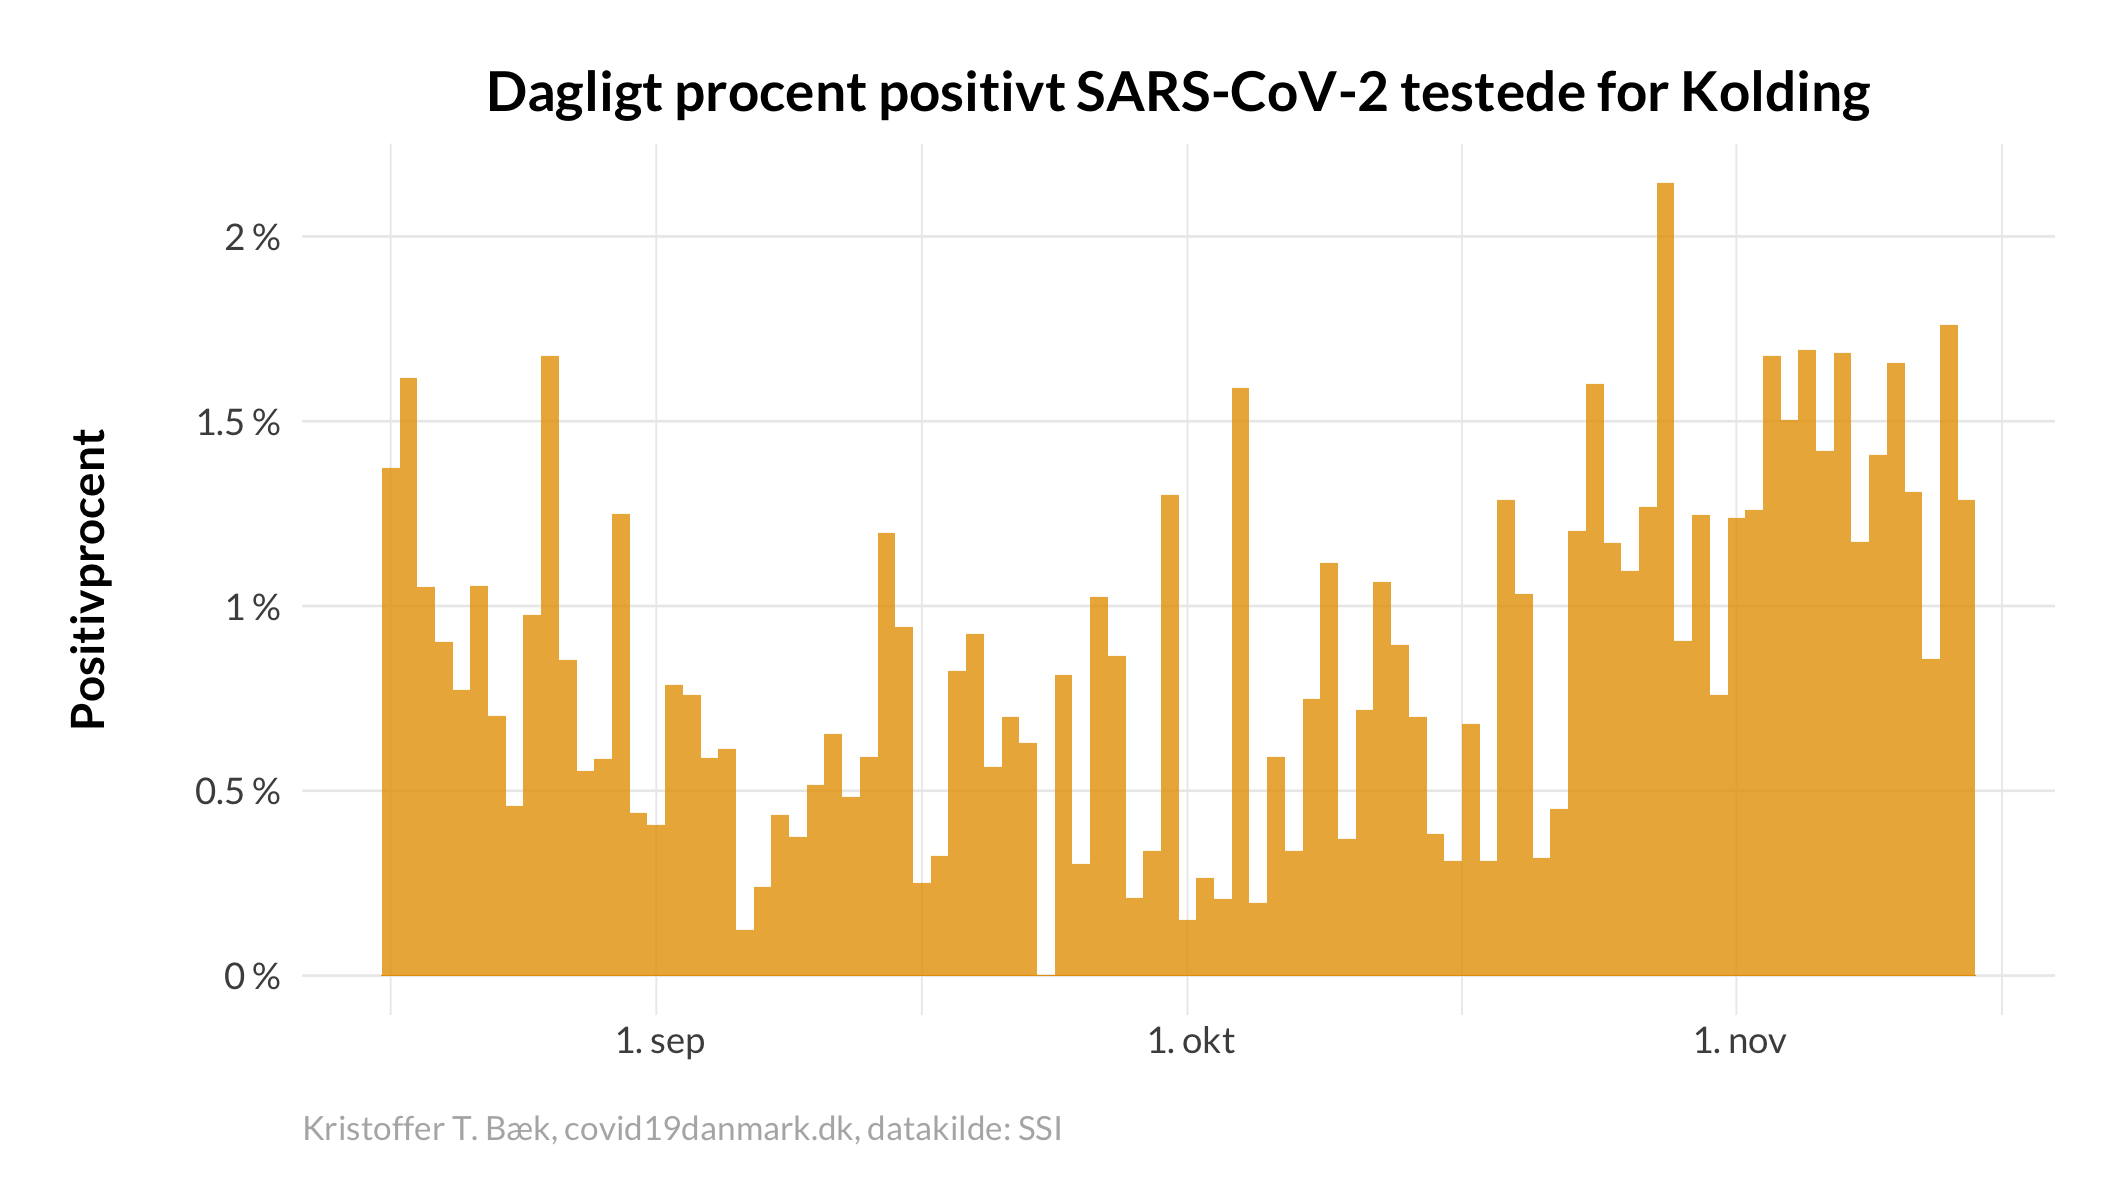 Dagligt procent positivt SARS-CoV-2 testede for Kolding
Positivprocent
2 %
1.5 %
1 %
0.5 %
0 %
1. sep
1. okt
1. nov
Kristoffer T. Bæk, covid19danmark.dk, datakilde: SSI